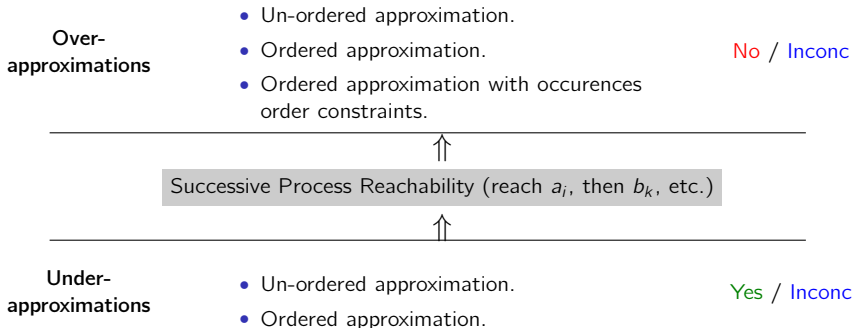 Over-
approximations
• Un-ordered approximation.
• Ordered approximation.
• Ordered approximation with occurences
order constraints.
No / Inconc
⇑
Successive Process Reachability (reach a_i, then b_k, etc.)
⇑
Under-
approximations
• Un-ordered approximation.
• Ordered approximation.
Yes / Inconc